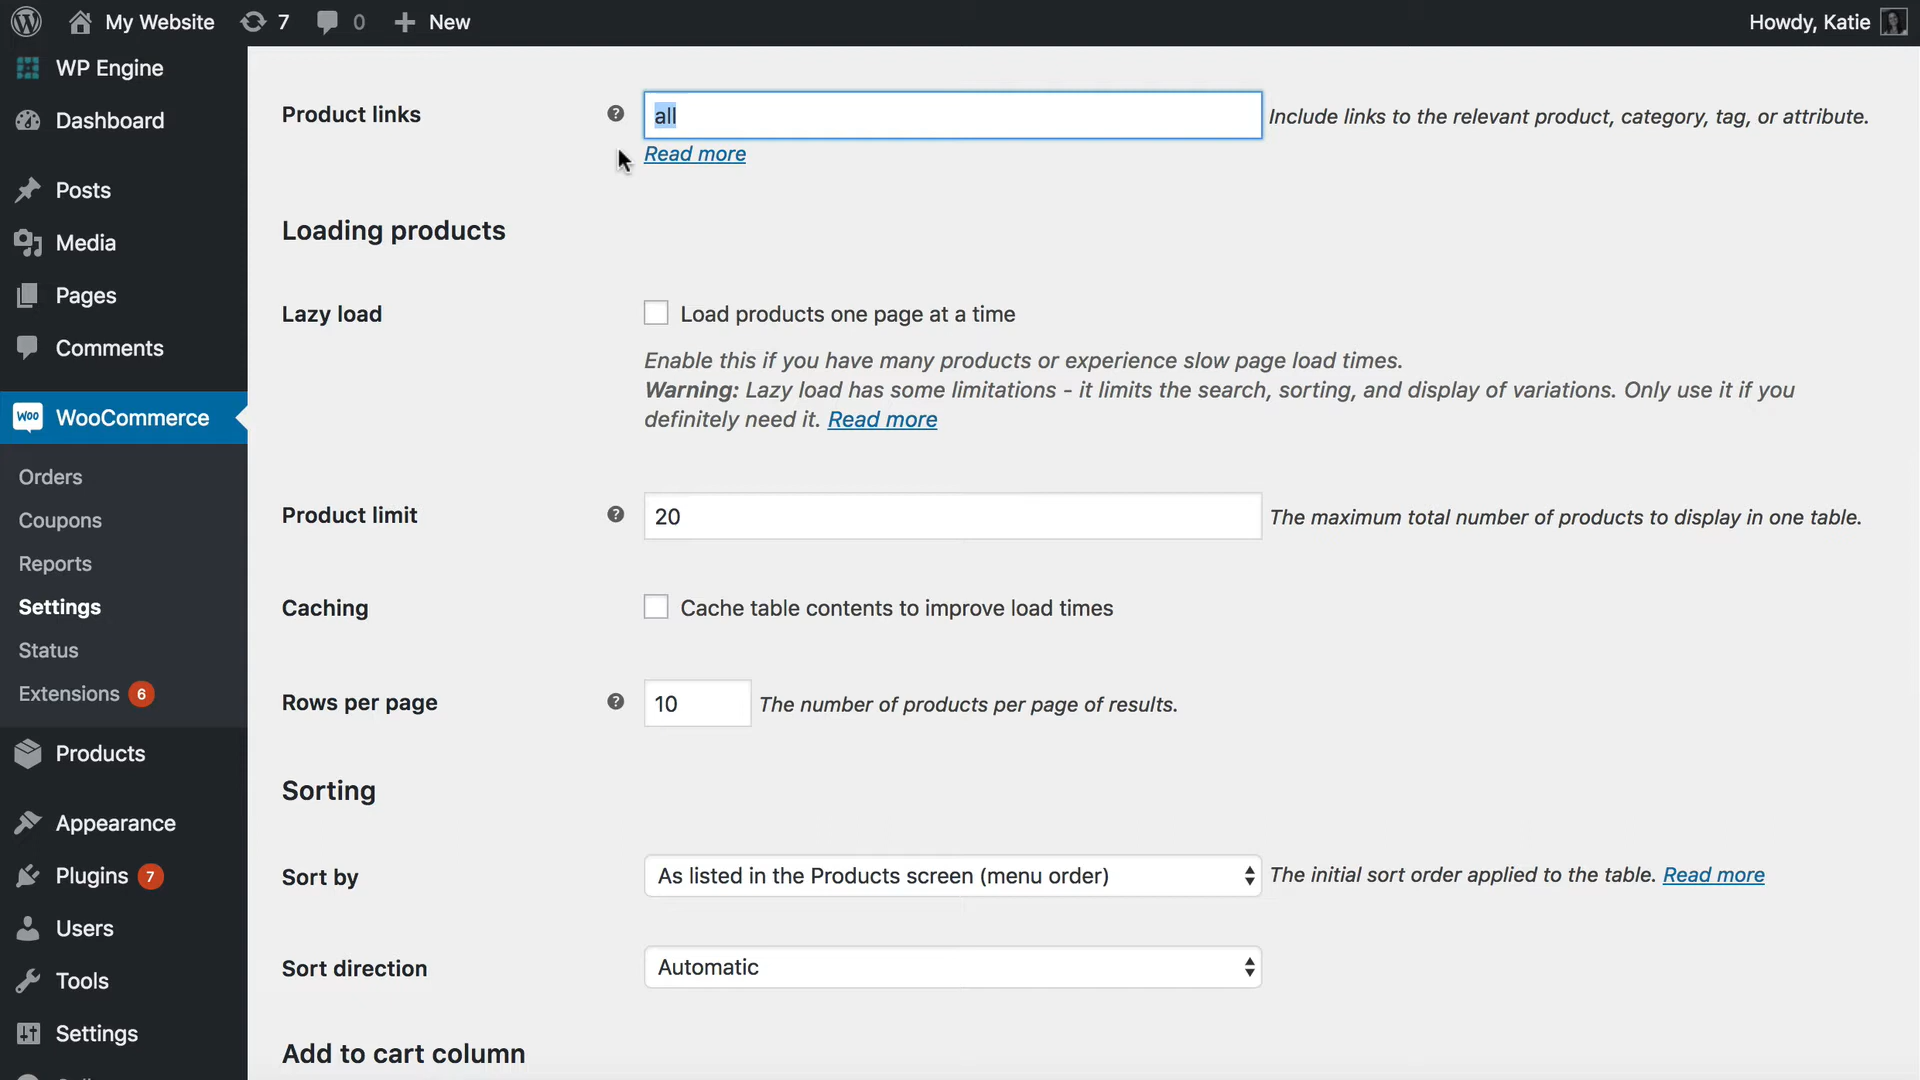 My Website 7 0 New Howdy, Katie
WP Engine
Dashboard
Posts
Media
Pages
Comments
WOO WooCommerce
Orders
Coupons
Reports
Settings
Status
Extensions 6
Products
Appearance
Plugins 7
Users
Tools
Settings
Product links ? all Include links to the relevant product, category, tag, or attribute.
Read more
Loading products
Lazy load Load products one page at a time
Enable this if you have many products or experience slow page load times.
Warning: Lazy load has some limitations - it limits the search, sorting, and display of variations. Only use it if you
definitely need it. Read more
Product limit ? 20 The maximum total number of products to display in one table.
Caching Cache table contents to improve load times
Rows per page ? 10 The number of products per page of results.
Sorting
Sort by As listed in the Products screen (menu order) The initial sort order applied to the table. Read more
Sort direction Automatic
Add to cart column